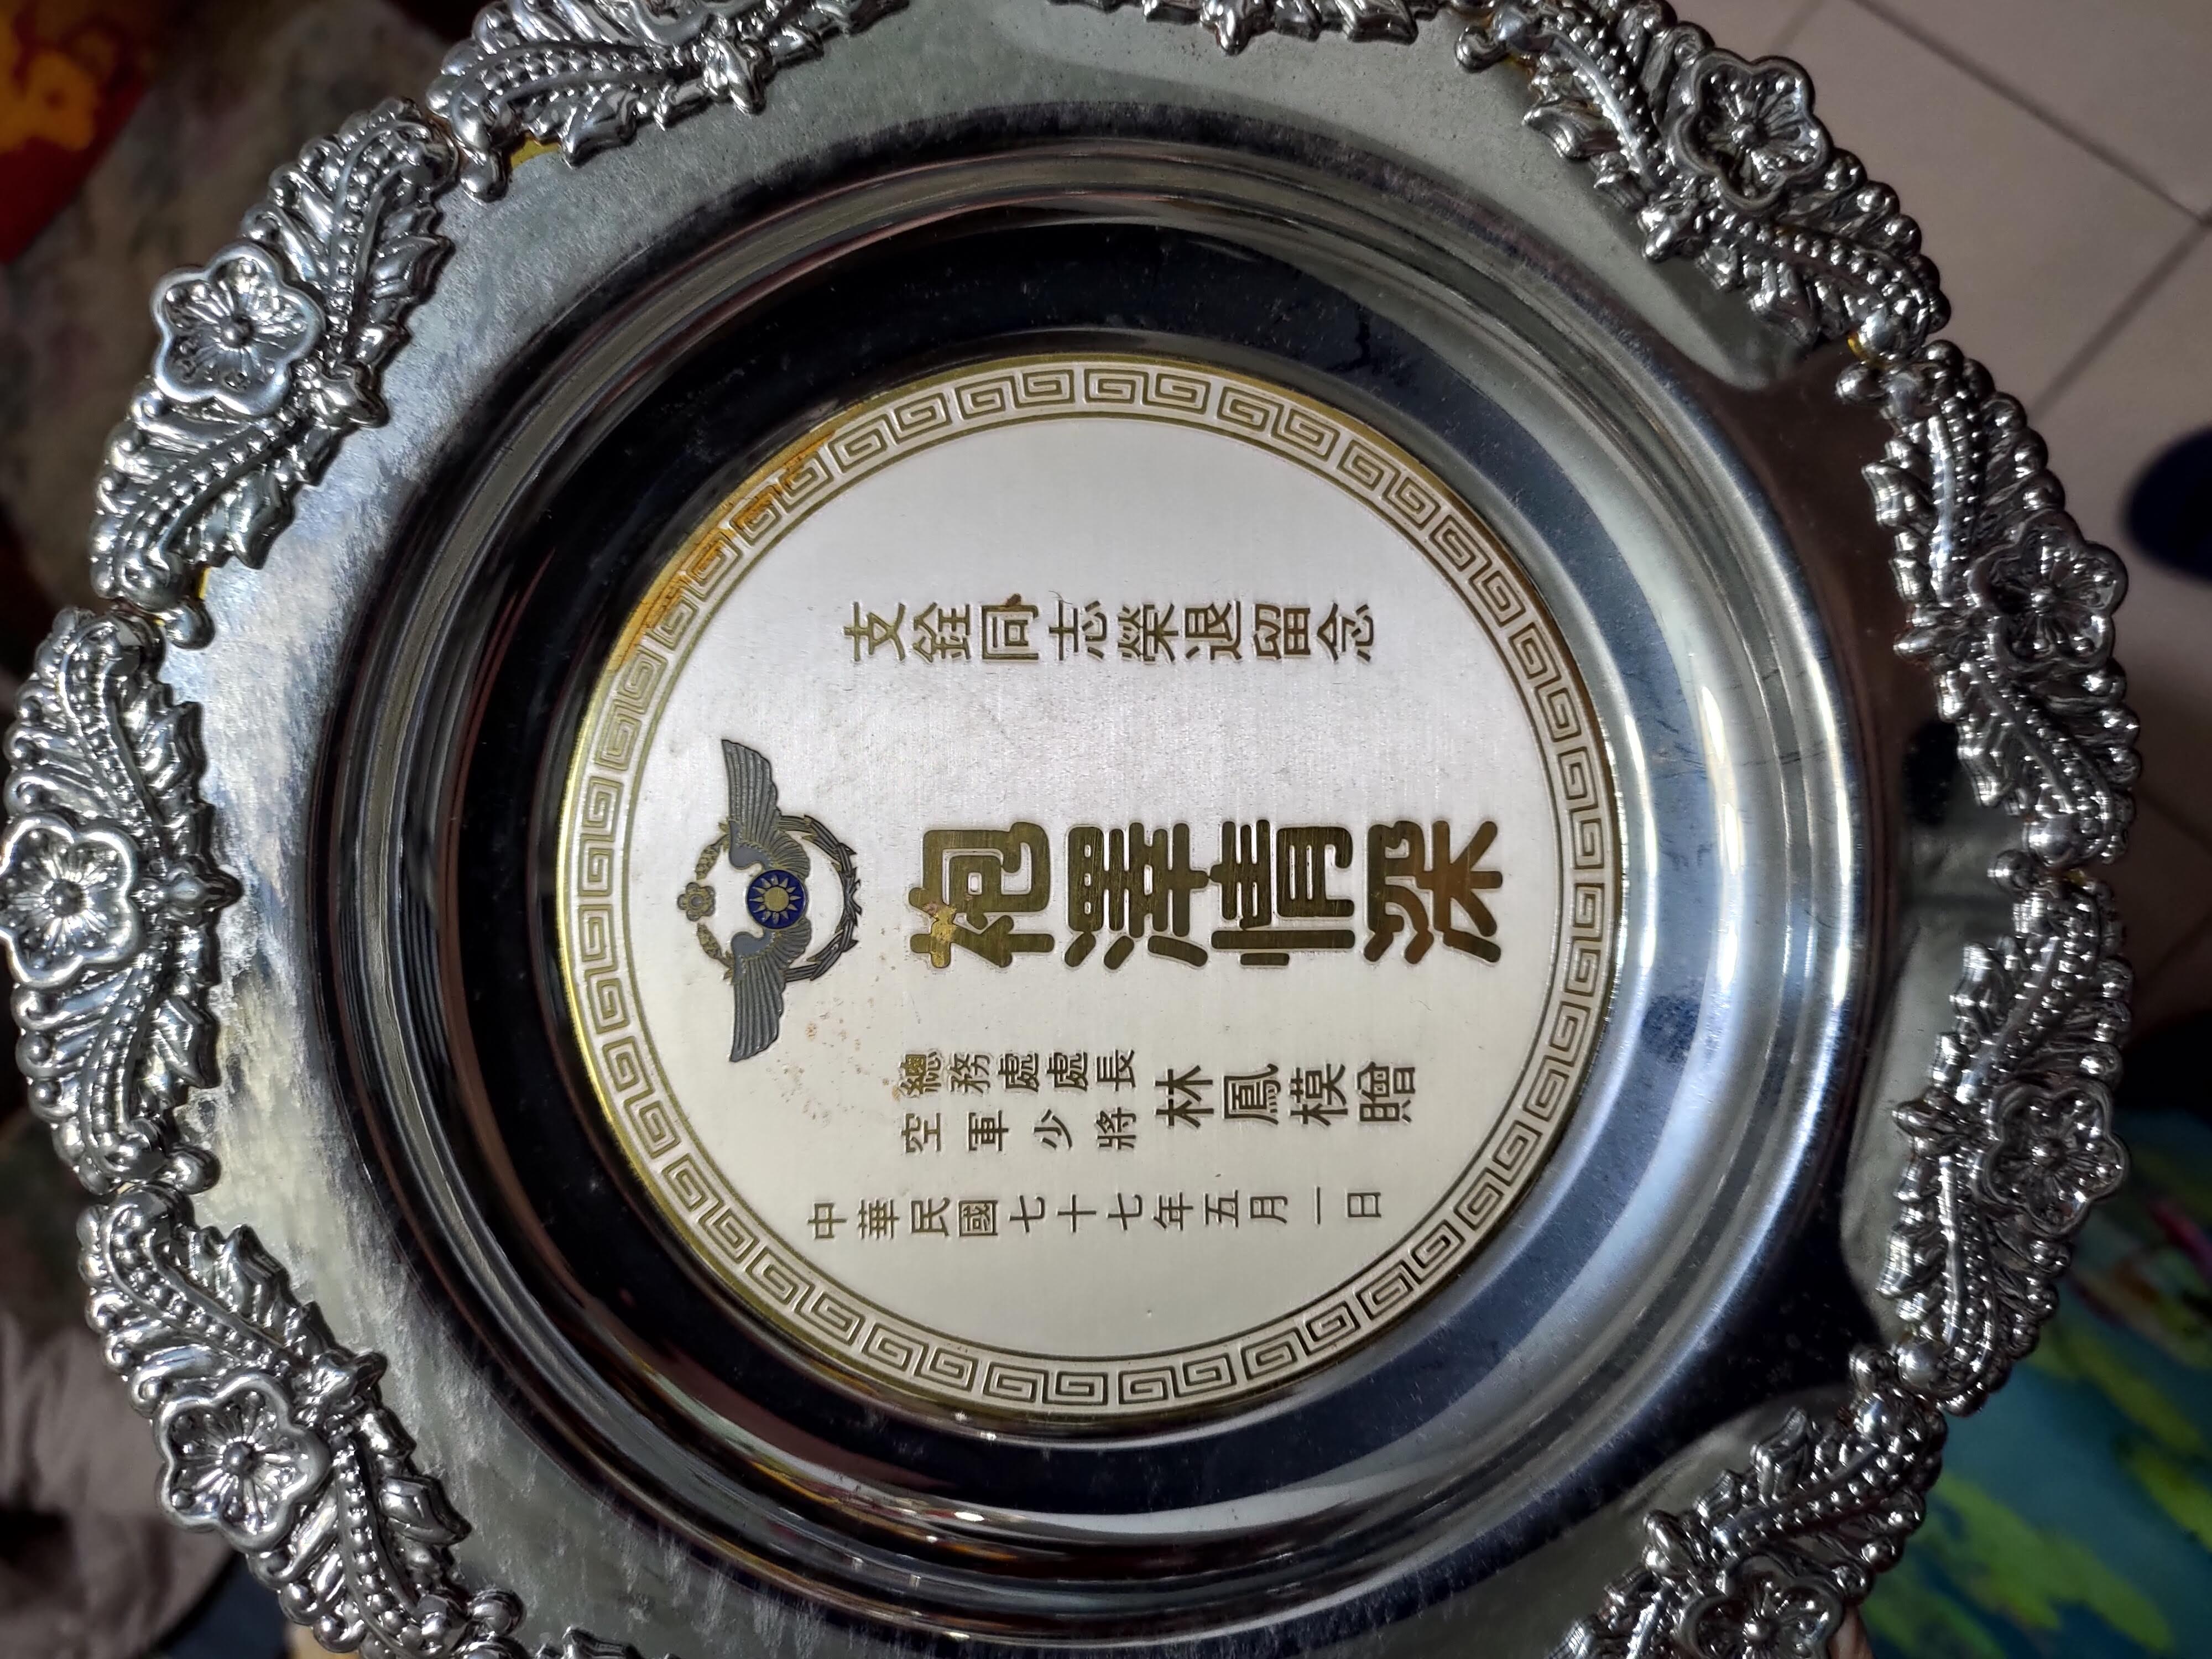 支銓同志榮退留念
袍澤情深
總務處處長
空軍少將
林鳳模贈
中華民國七十七年五月一日